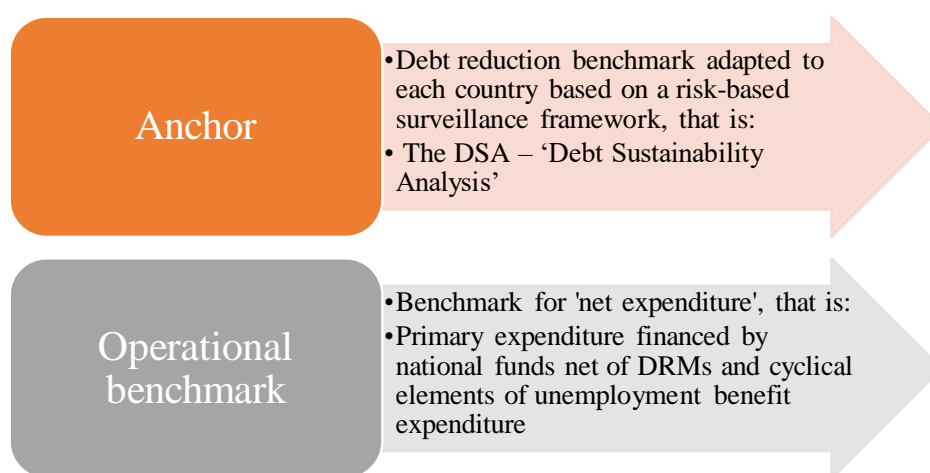 Anchor
•Debt reduction benchmark adapted to
each country based on a risk-based
surveillance framework, that is:
• The DSA – ‘Debt Sustainability
Analysis’
Operational
benchmark
•Benchmark for 'net expenditure', that is:
•Primary expenditure financed by
national funds net of DRMs and cyclical
elements of unemployment benefit
expenditure